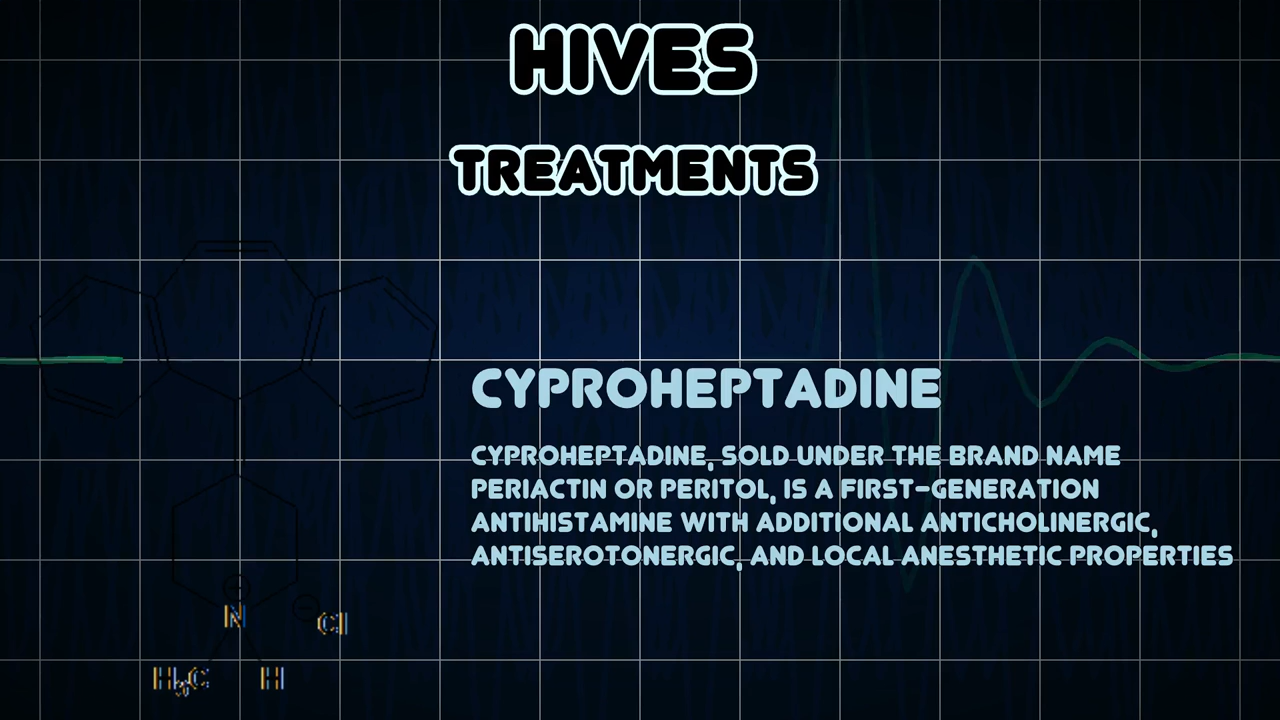 HIVES
TREATMENTS
CYPROHEPTADINE
CYPROHEPTADINE, SOLD UNDER THE BRAND NAME
PERIACTIN OR PERITOL, IS A FIRST-GENERATION
ANTIHISTAMINE WITH ADDITIONAL ANTICHOLINERGIC,
ANTISEROTONERGIC, AND LOCAL ANESTHETIC PROPERTIES
N
Cl
H3C H